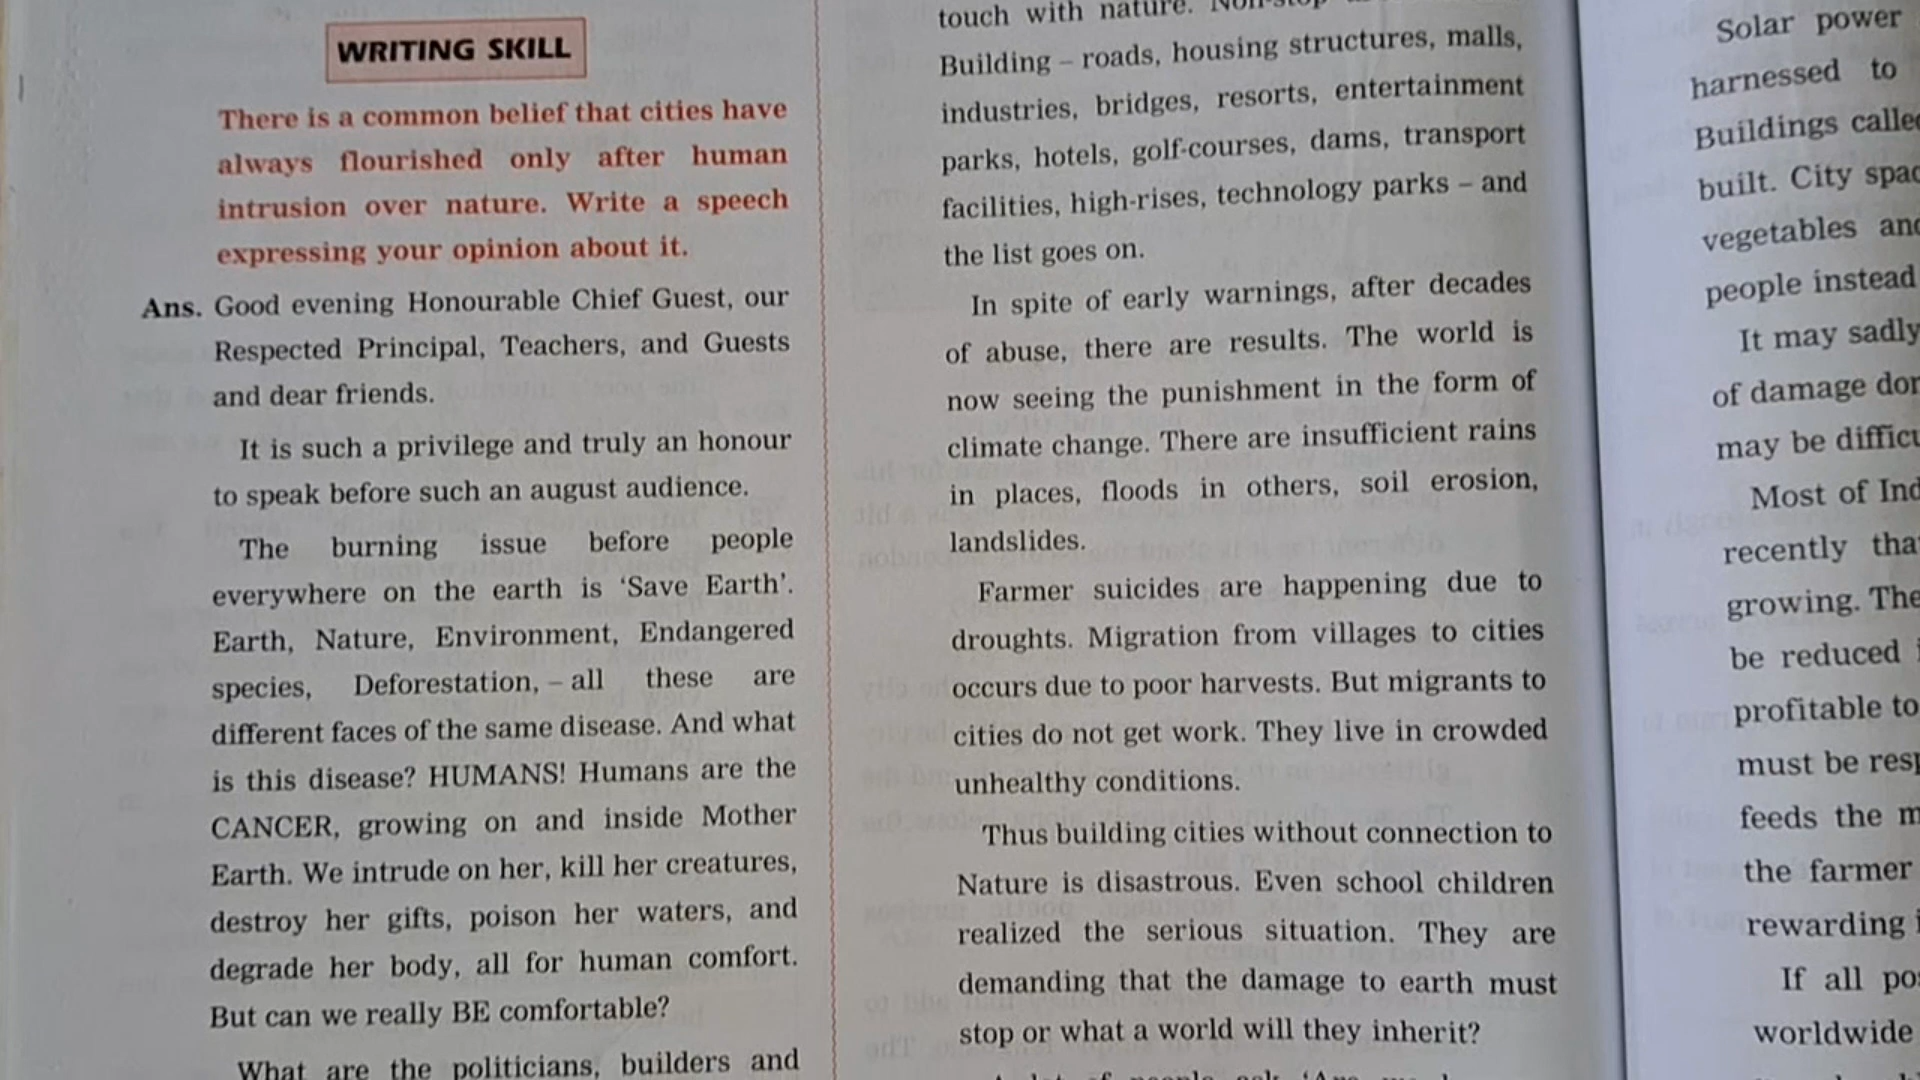 WRITING SKILL
There is a common belief that cities have
always flourished only after human
intrusion over nature. Write a speech
expressing your opinion about it.
Ans. Good evening Honourable Chief Guest, our
Respected Principal, Teachers, and Guests
and dear friends.
It is such a privilege and truly an honour
to speak before such an august audience.
The burning issue before people
everywhere on the earth is ‘Save Earth’.
Earth, Nature, Environment, Endangered
species, Deforestation, – all these are
different faces of the same disease. And what
is this disease? HUMANS! Humans are the
CANCER, growing on and inside Mother
Earth. We intrude on her, kill her creatures,
destroy her gifts, poison her waters, and
degrade her body, all for human comfort.
But can we really BE comfortable?
What are the politicians, builders and
touch with nature.
Building – roads, housing structures, malls,
industries, bridges, resorts, entertainment
parks, hotels, golf-courses, dams, transport
facilities, high-rises, technology parks – and
the list goes on.
In spite of early warnings, after decades
of abuse, there are results. The world is
now seeing the punishment in the form of
climate change. There are insufficient rains
in places, floods in others, soil erosion,
landslides.
Farmer suicides are happening due to
droughts. Migration from villages to cities
occurs due to poor harvests. But migrants to
cities do not get work. They live in crowded
unhealthy conditions.
Thus building cities without connection to
Nature is disastrous. Even school children
realized the serious situation. They are
demanding that the damage to earth must
stop or what a world will they inherit?
Solar power
harnessed to
Buildings
built. City
vegetables
people instead
It may sadly
of damage
may be
Most of
recently
growing.
be reduced
profitable to
must be
feeds the
the farmer
rewarding
If all
worldwide